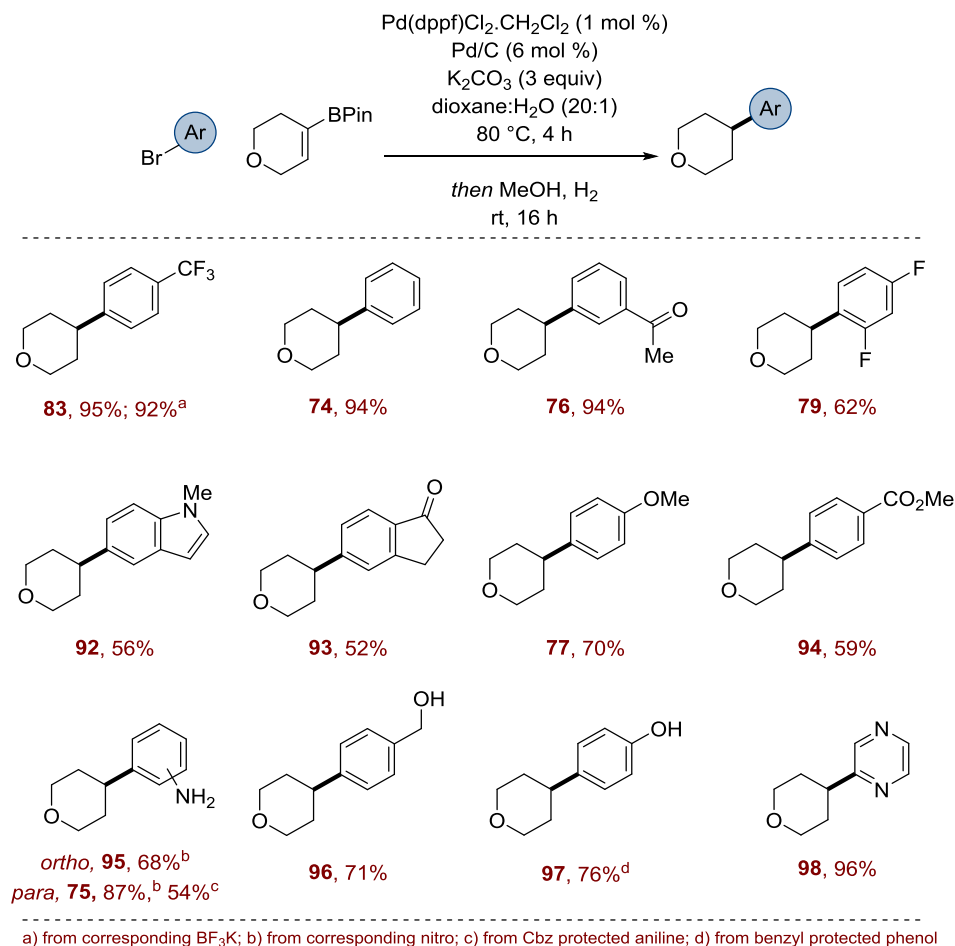 Pd(dppf)Cl₂.CH₂Cl₂ (1 mol %)
Pd/C (6 mol %)
K₂CO₃ (3 equiv)
dioxane:H₂O (20:1)
80 °C, 4 h
then MeOH, H₂
rt, 16 h
Br Ar
O BPin
O Ar
O CF₃
83, 95%; 92%ᵃ
O
74, 94%
O O Me
76, 94%
O F F
79, 62%
O N Me
92, 56%
O O
93, 52%
O OMe
77, 70%
O CO₂Me
94, 59%
O NH₂
ortho, 95, 68%ᵇ
para, 75, 87%,ᵇ 54%ᶜ
O OH
96, 71%
O OH
97, 76%ᵈ
O N N
98, 96%
a) from corresponding BF₃K; b) from corresponding nitro; c) from Cbz protected aniline; d) from benzyl protected phenol